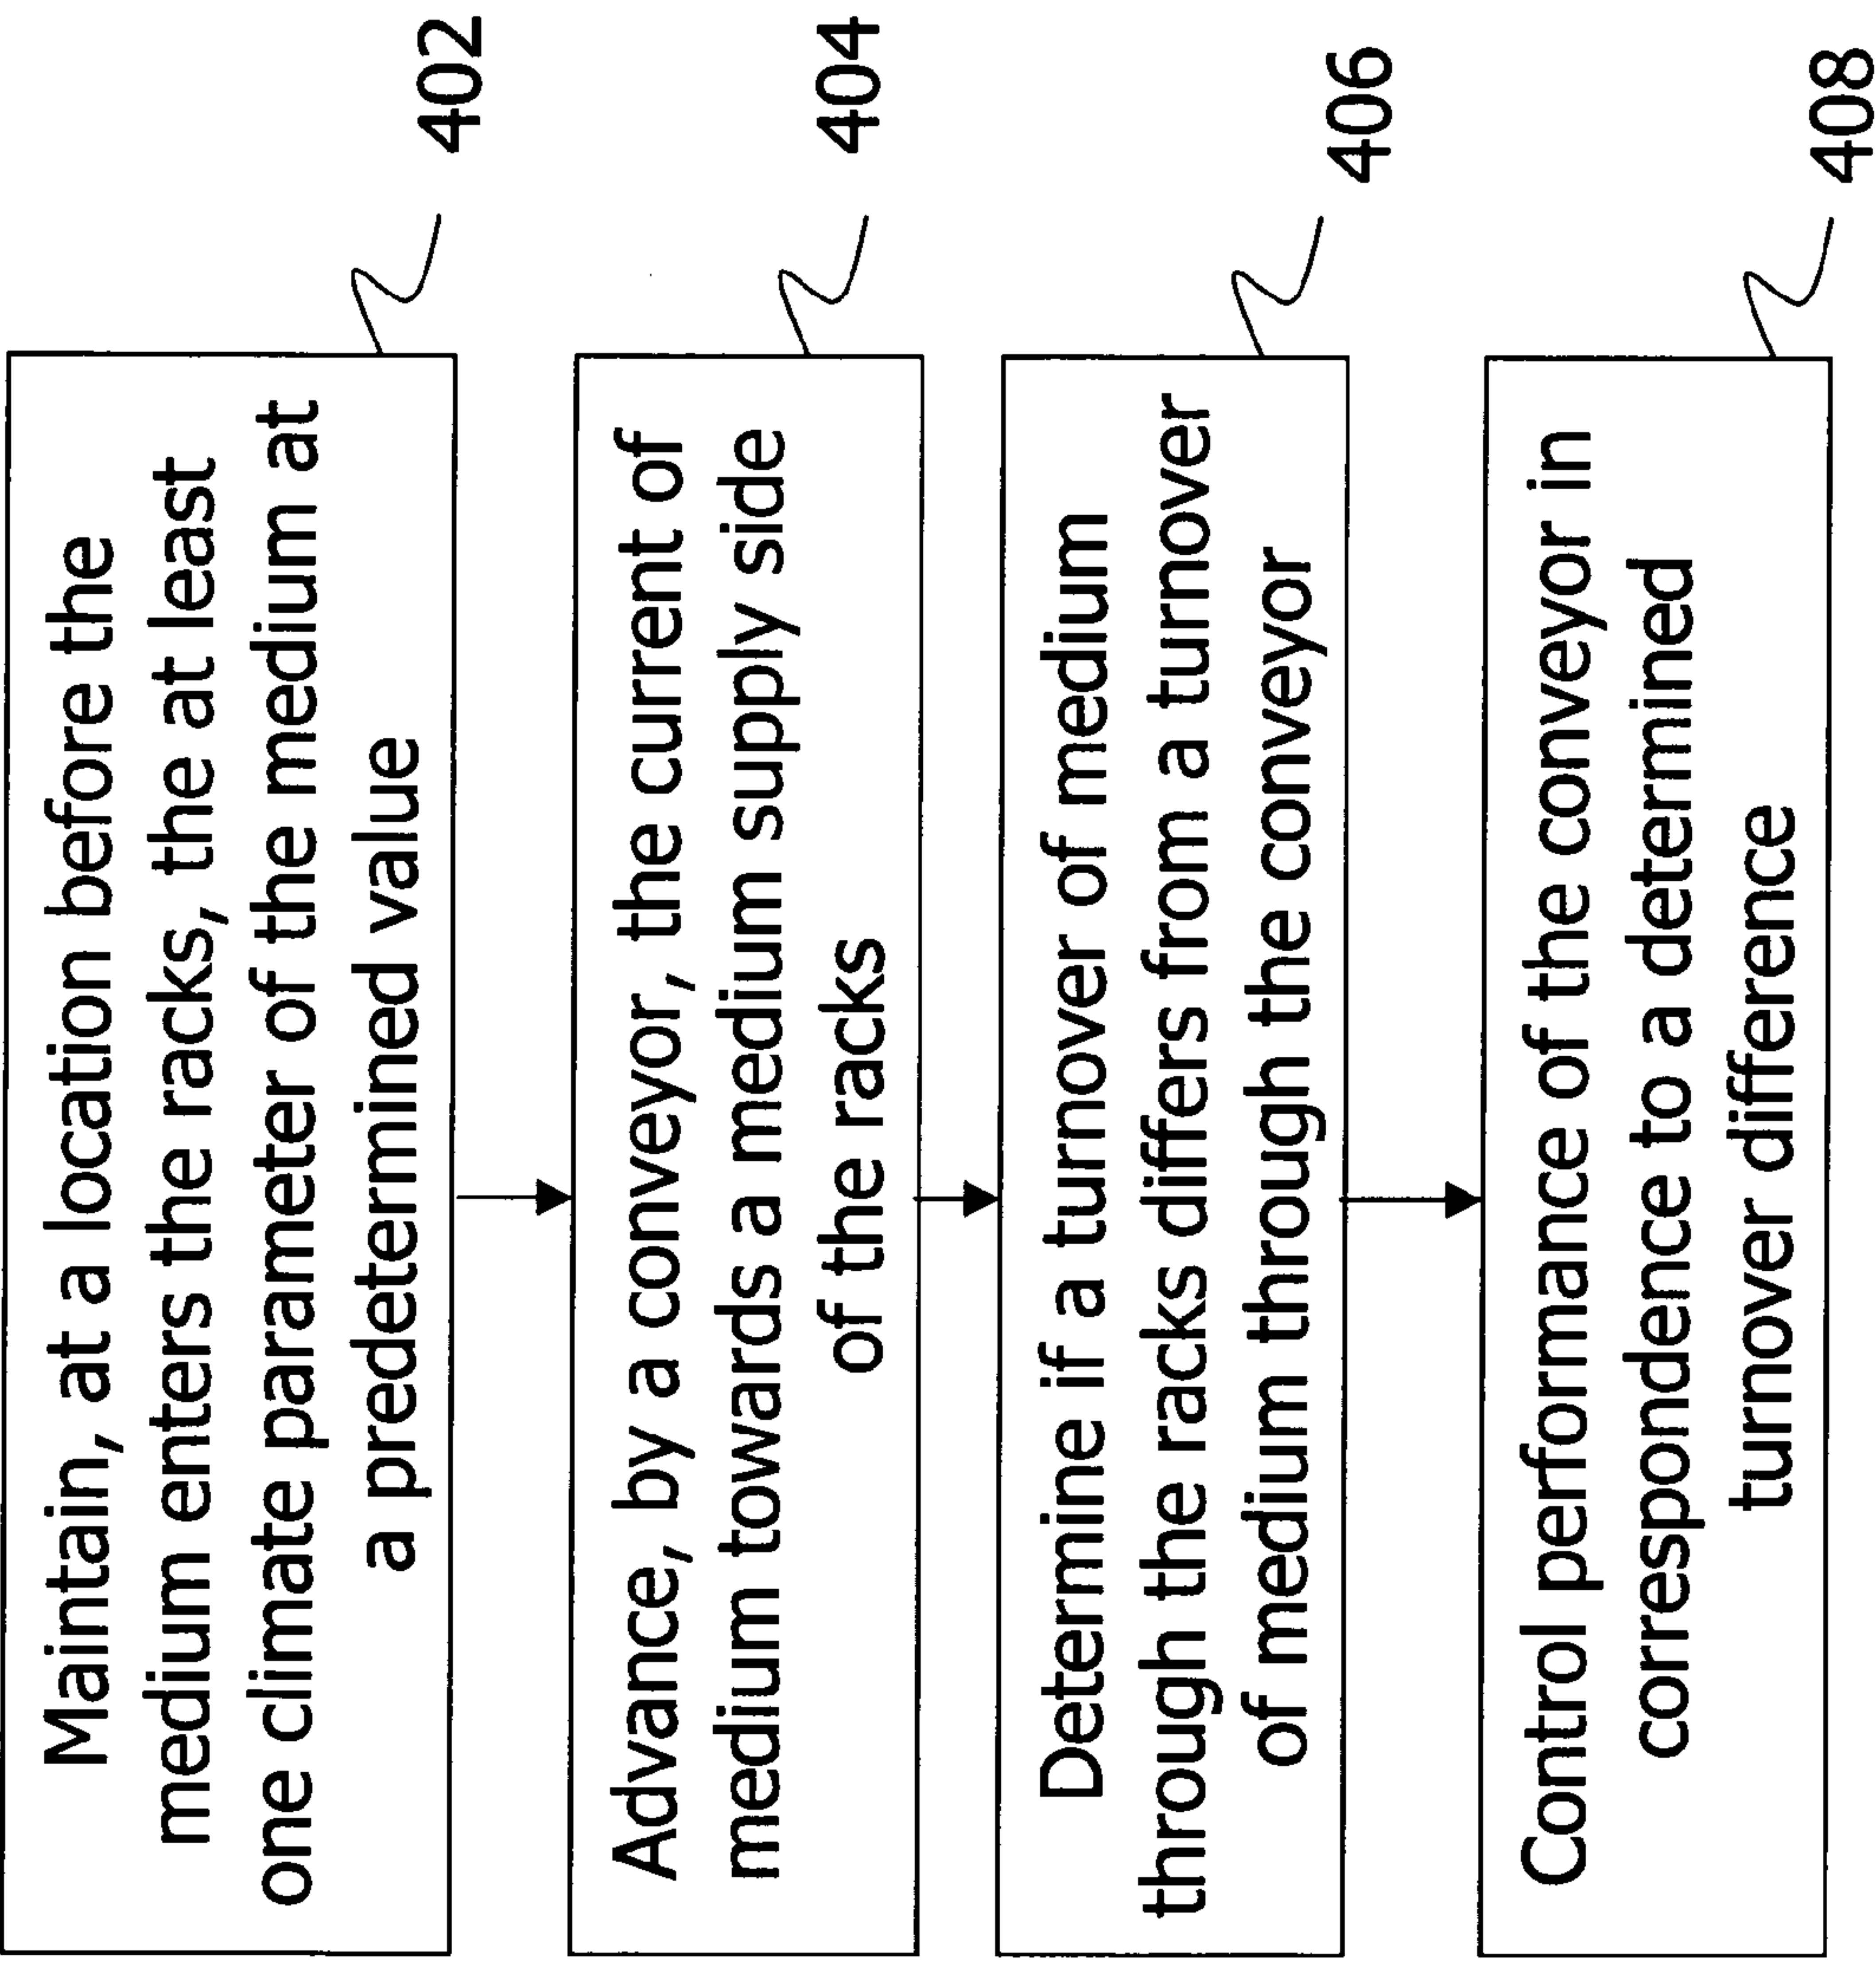 Maintain, at a location before the
medium enters the racks, the at least
one climate parameter of the medium at
a predetermined value
402
Advance, by a conveyor, the current of
medium towards a medium supply side
of the racks
404
Determine if a turnover of medium
through the racks differs from a turnover
of medium through the conveyor
406
Control performance of the conveyor in
correspondence to a determined
turnover difference
408